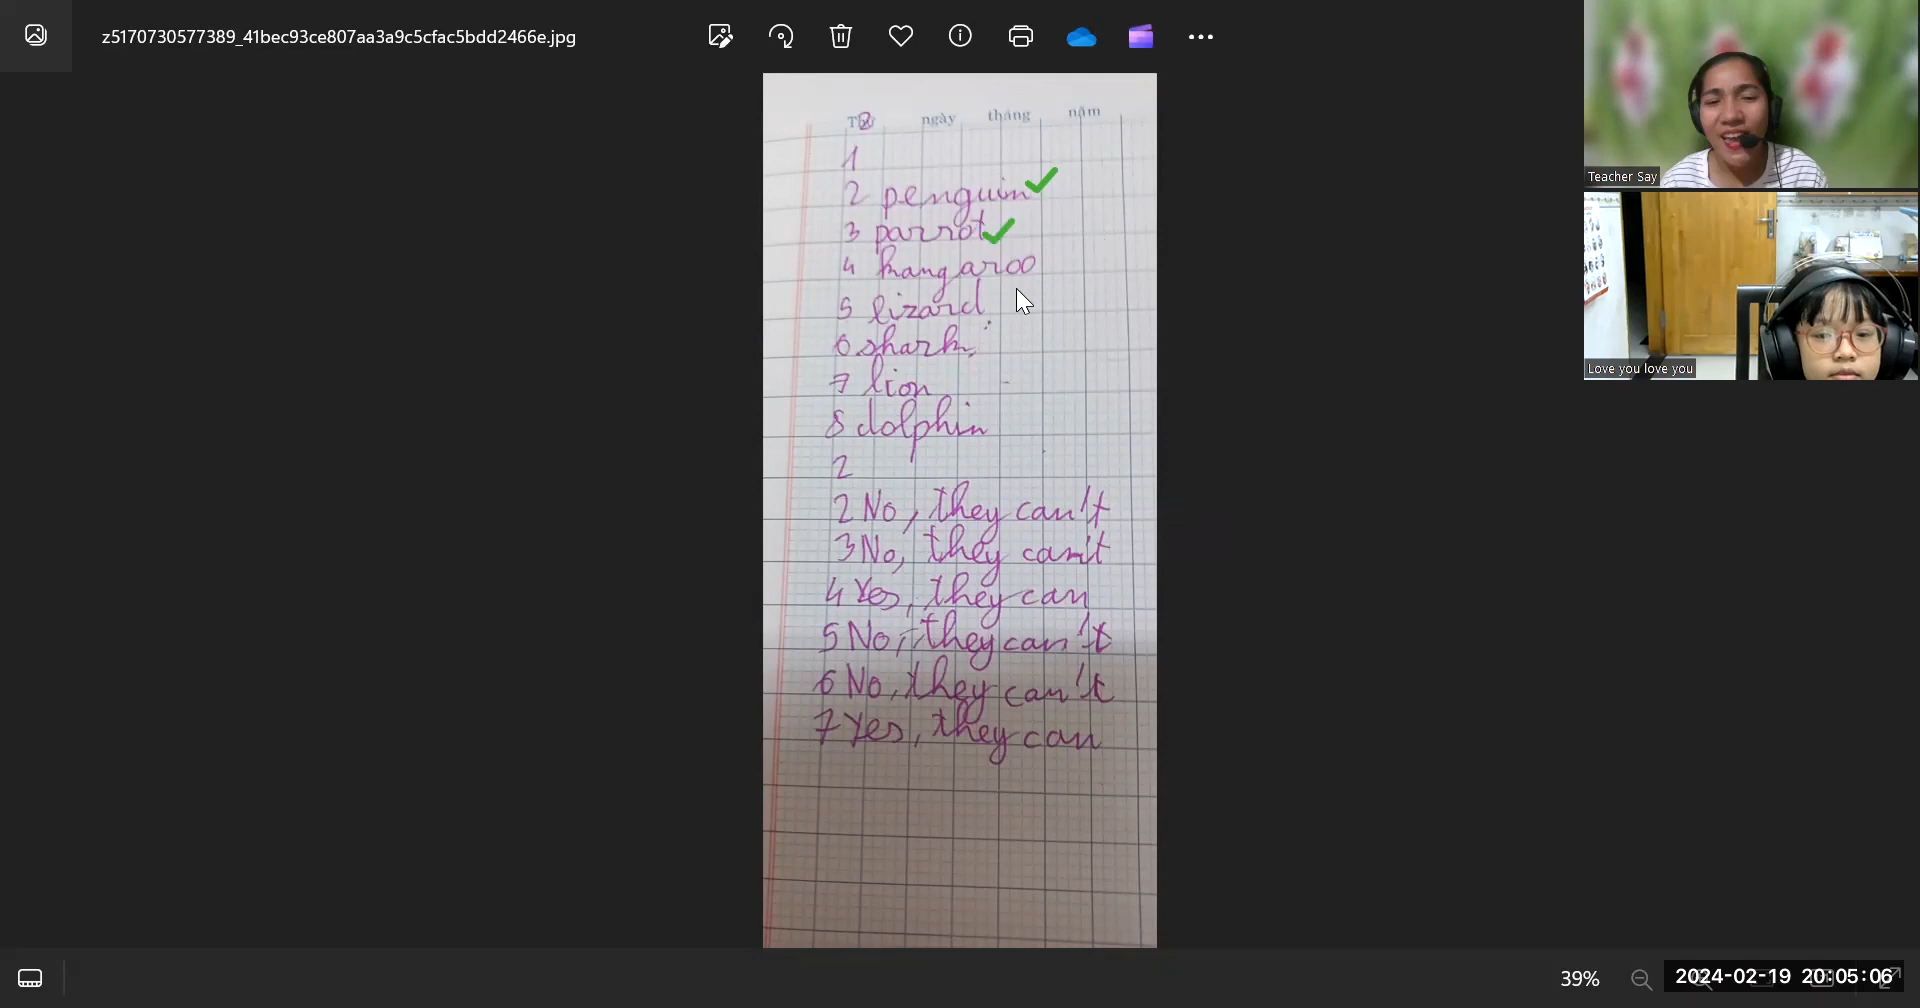 z5170730577389_41bec93ce807aa3a9c5cfac5bdd2466e.jpg
Thứ 2 ngày tháng năm
1
2 penguin
3 parrot
4 kangaroo
5 lizard
6 shark
7 lion
8 dolphin
2
2 No, they can't
3 No, they can't
4 Yes, they can
5 No, they can't
6 No, they can't
7 Yes, they can
Teacher Say
Love you love you
39%
2024-02-19 20:05:06